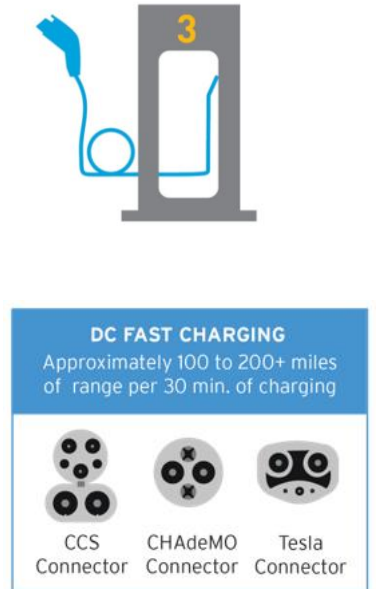 3
DC FAST CHARGING
Approximately 100 to 200+ miles
of range per 30 min. of charging
CCS
Connector
CHAdeMO
Connector
Tesla
Connector